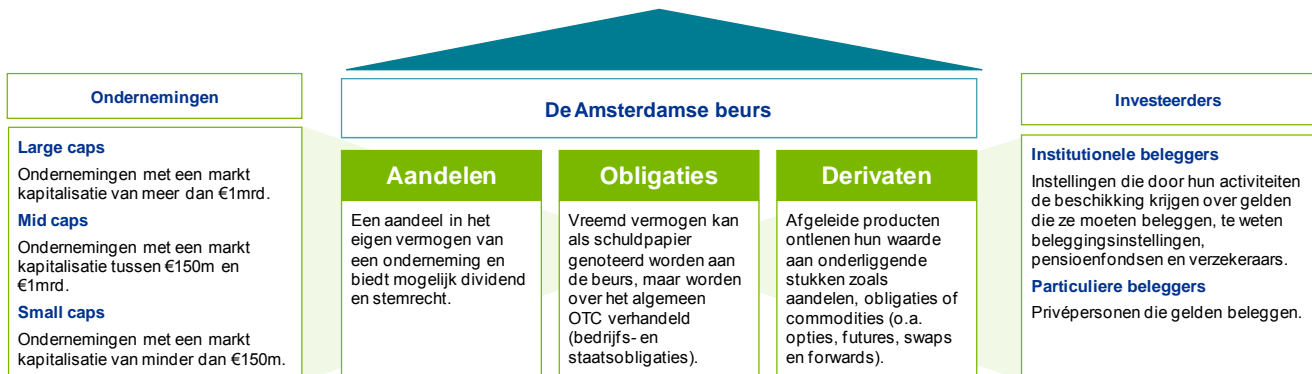 Ondernemingen
Large caps
Ondernemingen met een markt
kapitalisatie van meer dan €1mrd.
Mid caps
Ondernemingen met een markt
kapitalisatie tussen €150m en
€1mrd.
Small caps
Ondernemingen met een markt
kapitalisatie van minder dan €150m.
De Amsterdamse beurs
Aandelen
Een aandeel in het
eigen vermogen van
een onderneming en
biedt mogelijk dividend
en stemrecht.
Obligaties
Vreemd vermogen kan
als schuldpapier
genoteerd worden aan
de beurs, maar worden
over het algemeen
OTC verhandeld
(bedrijfs- en
staatsobligaties).
Derivaten
Afgeleide producten
ontlenen hun waarde
aan onderliggende
stukken zoals
aandelen, obligaties of
commodities (o.a.
opties, futures, swaps
en forwards).
Investeerders
Institutionele beleggers
Instellingen die door hun activiteiten
de beschikking krijgen over gelden
die ze moeten beleggen, te weten
beleggingsinstellingen,
pensioenfondsen en verzekeraars.
Particuliere beleggers
Privépersonen die gelden beleggen.